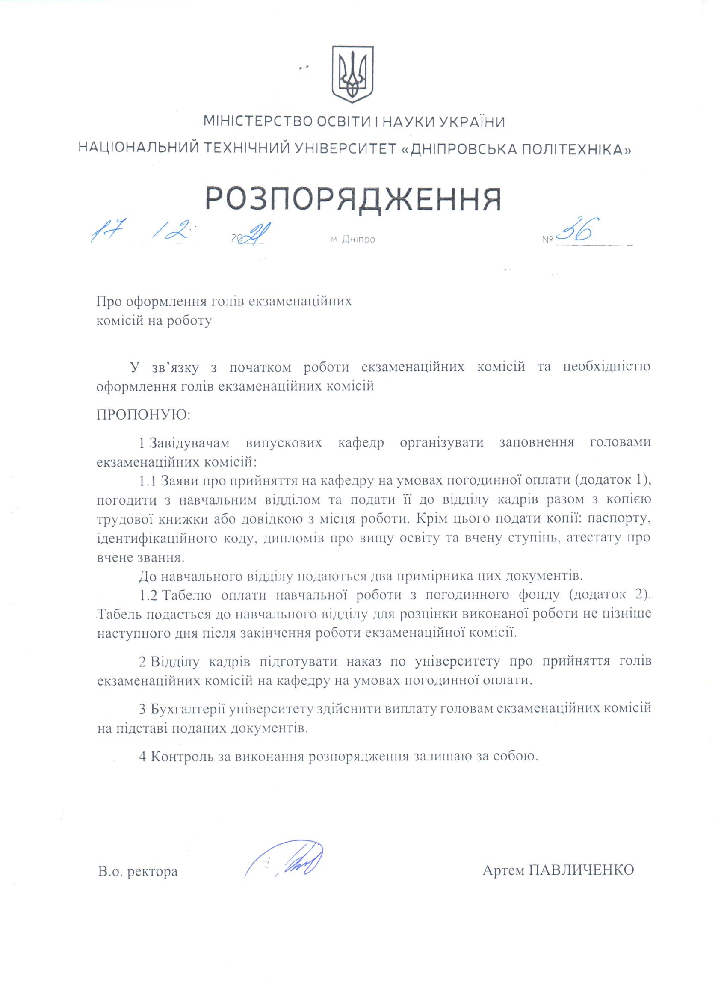 МІНІСТЕРСТВО ОСВІТИ І НАУКИ УКРАЇНИ
НАЦІОНАЛЬНИЙ ТЕХНІЧНИЙ УНІВЕРСИТЕТ «ДНІПРОВСЬКА ПОЛІТЕХНІКА»
РОЗПОРЯДЖЕННЯ
17 12 2021 м Дніпро № 36
Про оформлення голів екзаменаційних
комісій на роботу
У зв’язку з початком роботи екзаменаційних комісій та необхідністю
оформлення голів екзаменаційних комісій
ПРОПОНУЮ:
1 Завідувачам випускових кафедр організувати заповнення головами
екзаменаційних комісій:
1.1 Заяви про прийняття на кафедру на умовах погодинної оплати (додаток 1),
погодити з навчальним відділом та подати її до відділу кадрів разом з копією
трудової книжки або довідкою з місця роботи. Крім цього подати копії: паспорту,
ідентифікаційного коду, дипломів про вищу освіту та вчену ступінь, атестату про
вчене звання.
До навчального відділу подаються два примірника цих документів.
1.2 Табелю оплати навчальної роботи з погодинного фонду (додаток 2).
Табель подається до навчального відділу для розцінки виконаної роботи не пізніше
наступного дня після закінчення роботи екзаменаційної комісії.
2 Відділу кадрів підготувати наказ по університету про прийняття голів
екзаменаційних комісій на кафедру на умовах погодинної оплати.
3 Бухгалтерії університету здійснити виплату головам екзаменаційних комісій
на підставі поданих документів.
4 Контроль за виконання розпорядження залишаю за собою.
В.о. ректора Артем ПАВЛИЧЕНКО